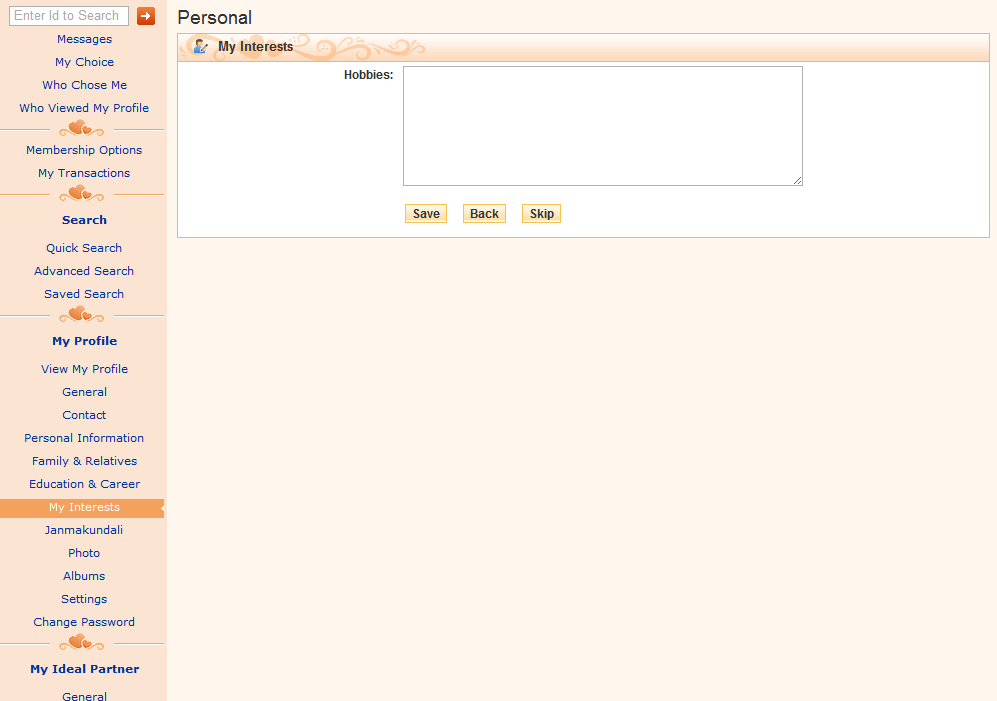 Enter Id to Search
Messages
My Choice
Who Chose Me
Who Viewed My Profile
Membership Options
My Transactions
Search
Quick Search
Advanced Search
Saved Search
My Profile
View My Profile
General
Contact
Personal Information
Family & Relatives
Education & Career
My Interests
Janmakundali
Photo
Albums
Settings
Change Password
My Ideal Partner
General
Personal
My Interests
Hobbies:
Save Back Skip